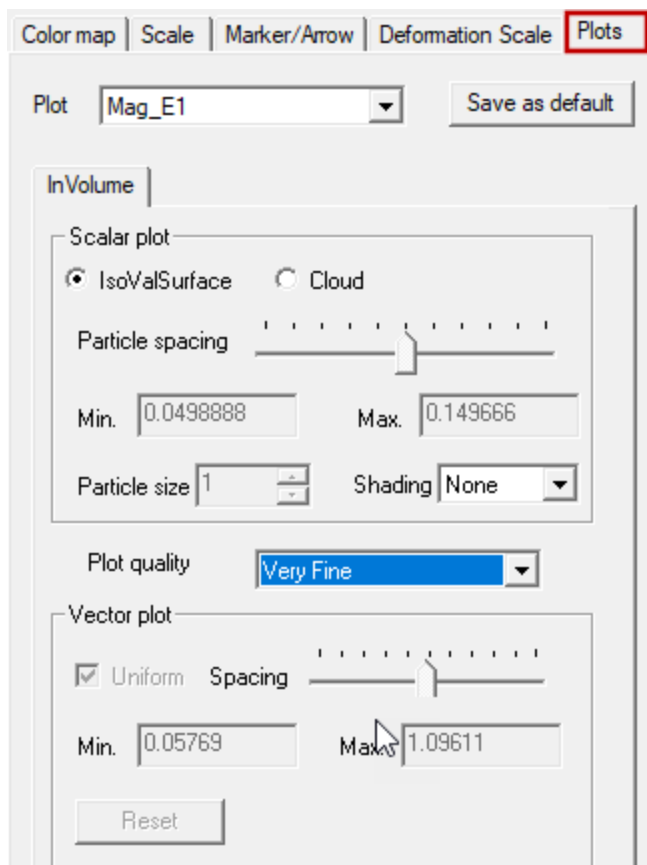 Color map Scale Marker/Arrow Deformation Scale Plots
Plot Mag_E1 Save as default
InVolume
Scalar plot
IsoValSurface Cloud
Particle spacing
Min. 0.0498888 Max. 0.149666
Particle size 1 Shading None
Plot quality Very Fine
Vector plot
Uniform Spacing
Min. 0.05769 Max. 1.09611
Reset